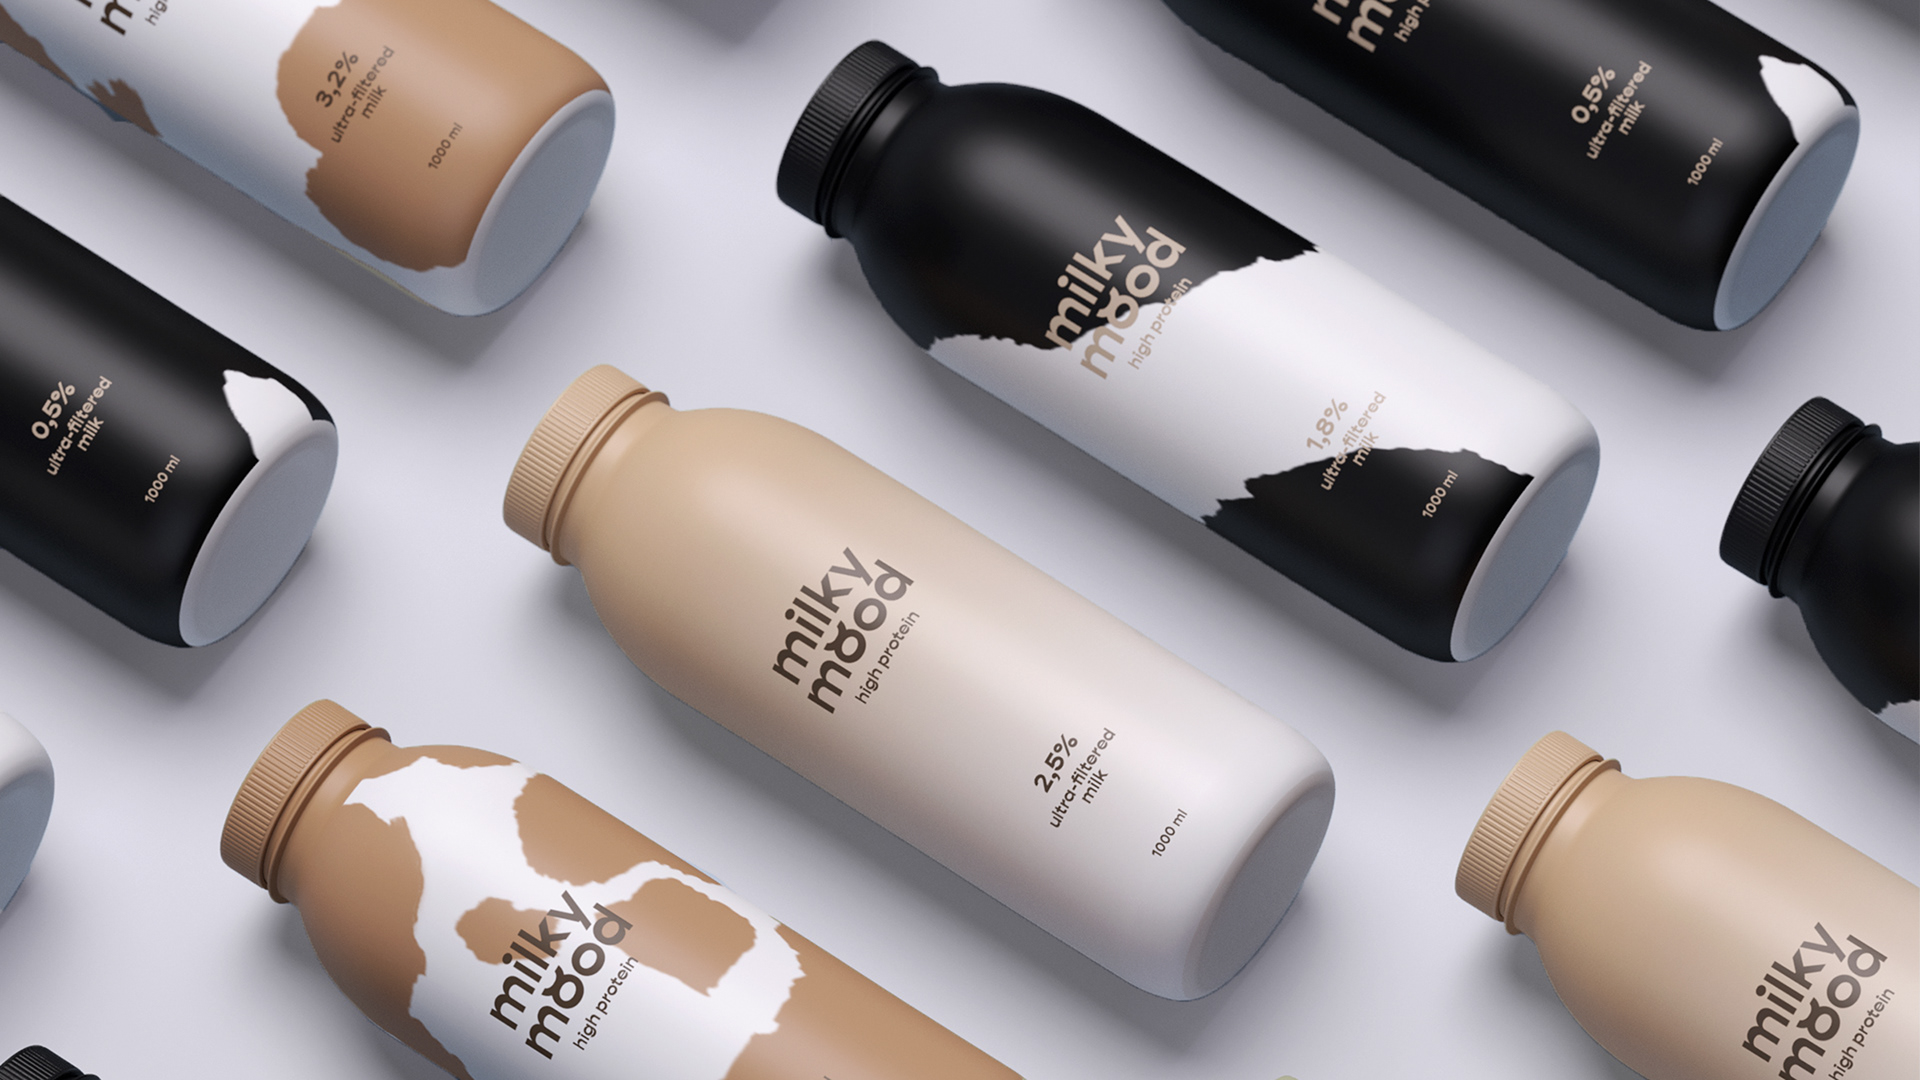 3,2%
ultra-filtered
milk
1000 ml
milky
mood
high protein
1,8%
ultra-filtered
milk
1000 ml
high
0,5%
ultra-filtered
milk
1000 ml
0,5%
ultra-filtered
milk
1000 ml
milky
mood
high protein
2,5%
ultra-filtered
milk
1000 ml
milky
mood
high protein
milky
mood
high protein